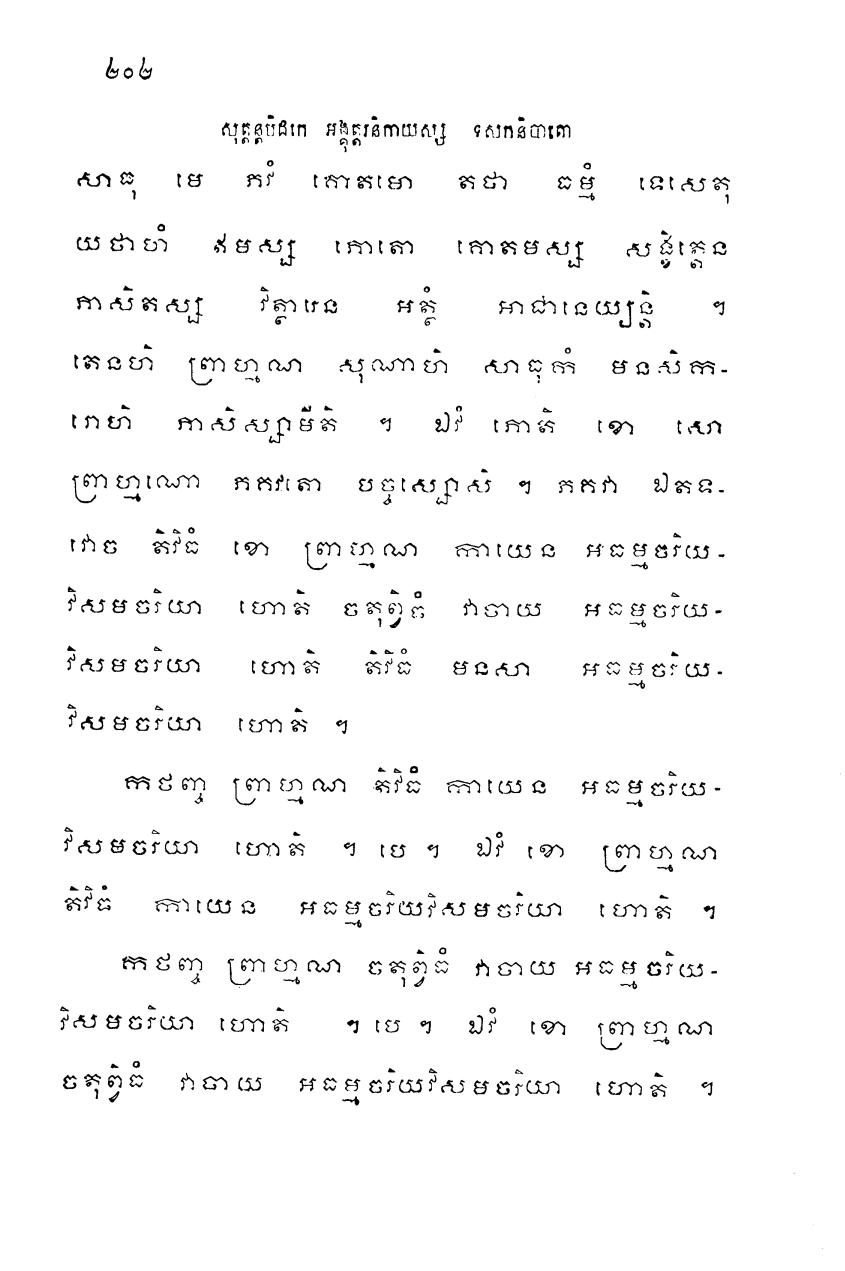 ២០២
សុត្តន្តបិដកេ អង្គុត្តរនិកាយស្ស ទសកនិបាតោ
សាធុ មេ ភវំ គោតមោ តថា ធម្មំ ទេសេតុ
យថាហំ ឥមស្ស ភោតោ គោតមស្ស សង្ខិត្តេន
ភាសិតស្ស វិត្ថារេន អត្ថំ អាជានេយ្យន្តិ ។
តេនហិ ព្រាហ្មណ សុណាហិ សាធុកំ មនសិក-
រោហិ ភាសិស្សាមីតិ ។ ឯវំ ភោតិ ខោ សោ
ព្រាហ្មណោ ភគវតោ បច្ចស្សោសិ ។ ភគវា ឯតទ-
វោច តិវិធំ ខោ ព្រាហ្មណ កាយេន អធម្មចរិយ-
វិសមចរិយា ហោតិ ចតុព្វិធំ វាចាយ អធម្មចរិយ-
វិសមចរិយា ហោតិ តិវិធំ មនសា អធម្មចរិយ-
វិសមចរិយា ហោតិ ។
កថញ្ច ព្រាហ្មណ តិវិធំ កាយេន អធម្មចរិយ-
វិសមចរិយា ហោតិ ។ បេ ។ ឯវំ ខោ ព្រាហ្មណ
តិវិធំ កាយេន អធម្មចរិយវិសមចរិយា ហោតិ ។
កថញ្ច ព្រាហ្មណ ចតុព្វិធំ វាចាយ អធម្មចរិយ-
វិសមចរិយា ហោតិ ។ បេ ។ ឯវំ ខោ ព្រាហ្មណ
ចតុព្វិធំ វាចាយ អធម្មចរិយវិសមចរិយា ហោតិ ។